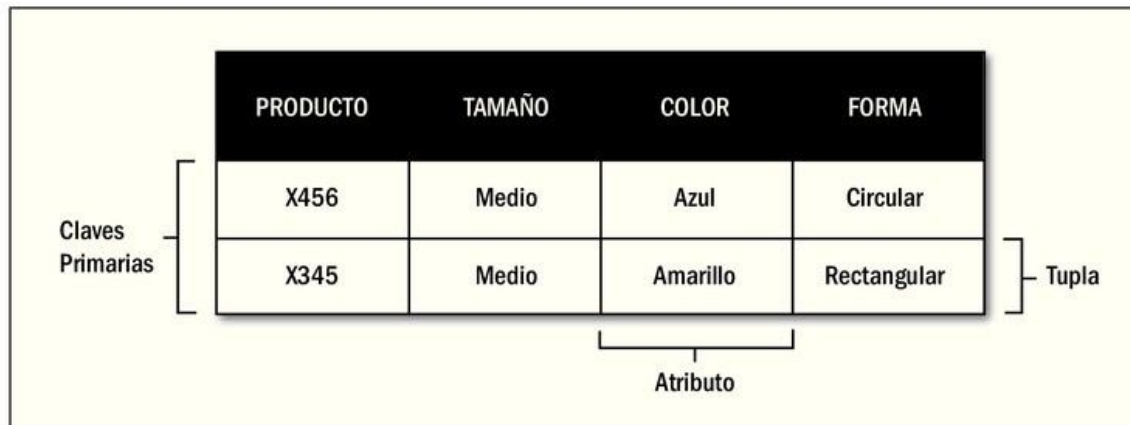 PRODUCTO TAMAÑO COLOR FORMA
X456 Medio Azul Circular
Claves
Primarias
X345 Medio Amarillo Rectangular
Tupla
Atributo